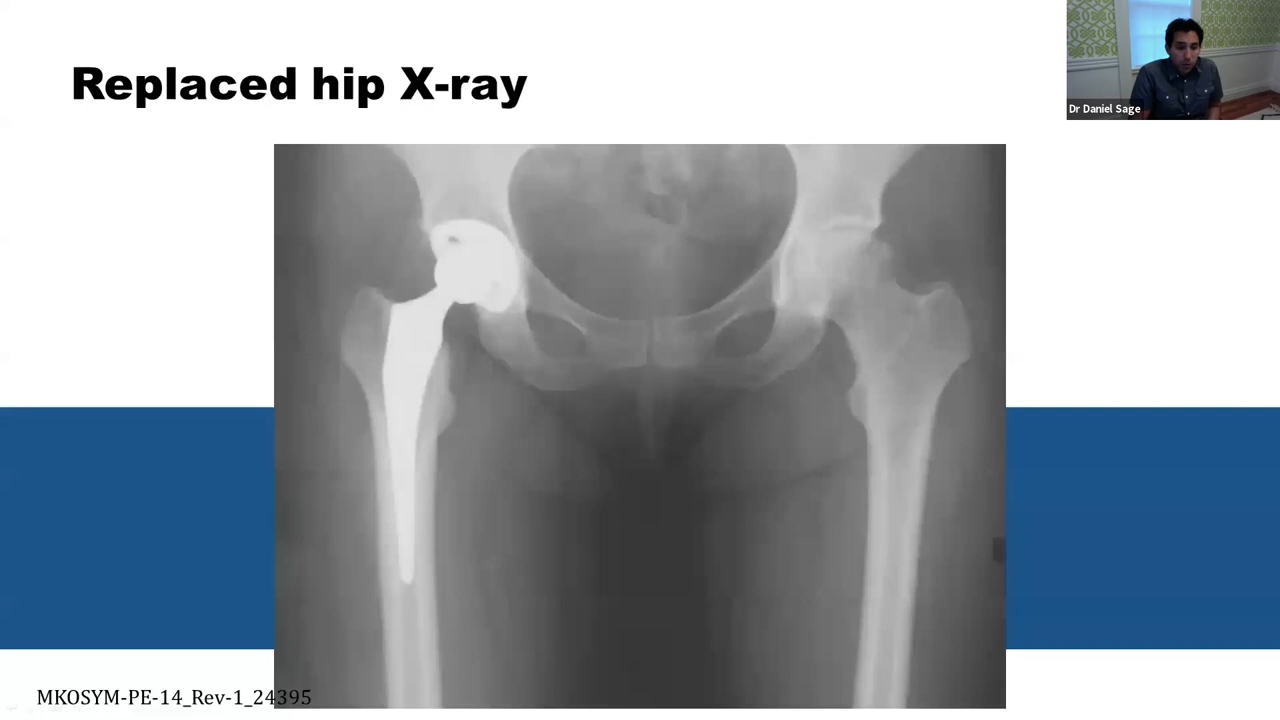 Replaced hip X-ray
Dr Daniel Sage
MKOSYM-PE-14_Rev-1_24395